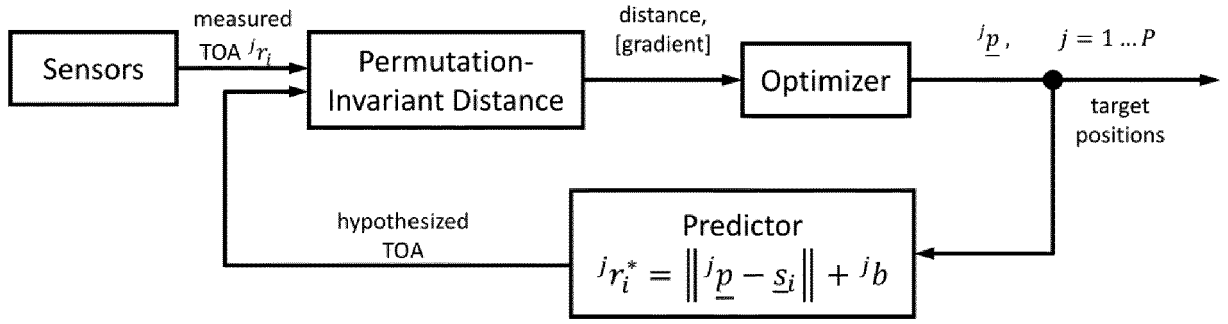 measured
TOA ʲrᵢ
Sensors
Permutation-
Invariant Distance
distance,
[gradient]
Optimizer
ʲp̲, j = 1 … P
target
positions
hypothesized
TOA
Predictor
ʲrᵢ* = ‖ʲp̲ − s̲ᵢ‖ + ʲb